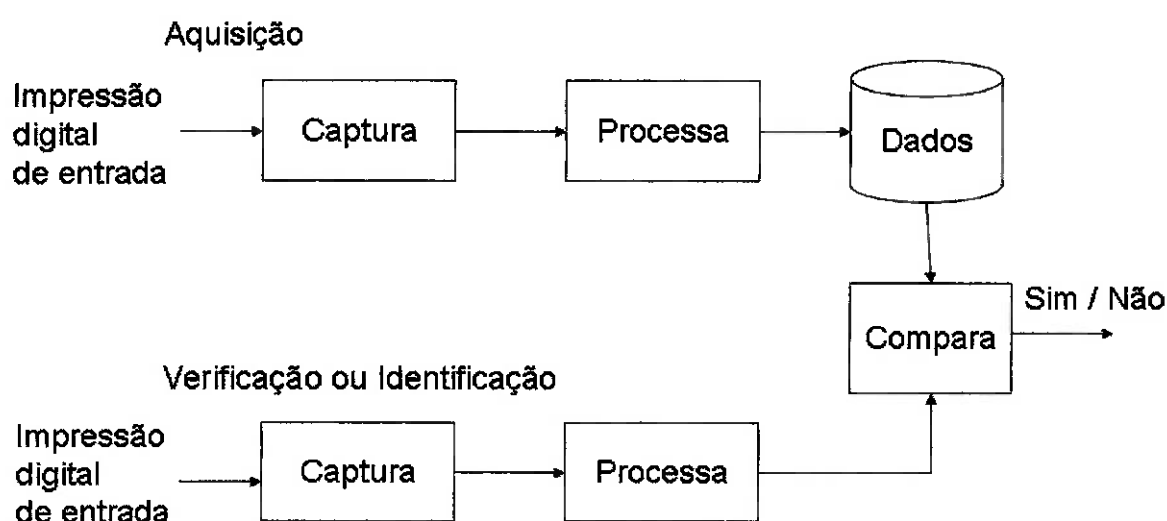 Aquisição
Impressão
digital
de entrada
Captura
Processa
Dados
Compara
Sim / Não
Verificação ou Identificação
Impressão
digital
de entrada
Captura
Processa